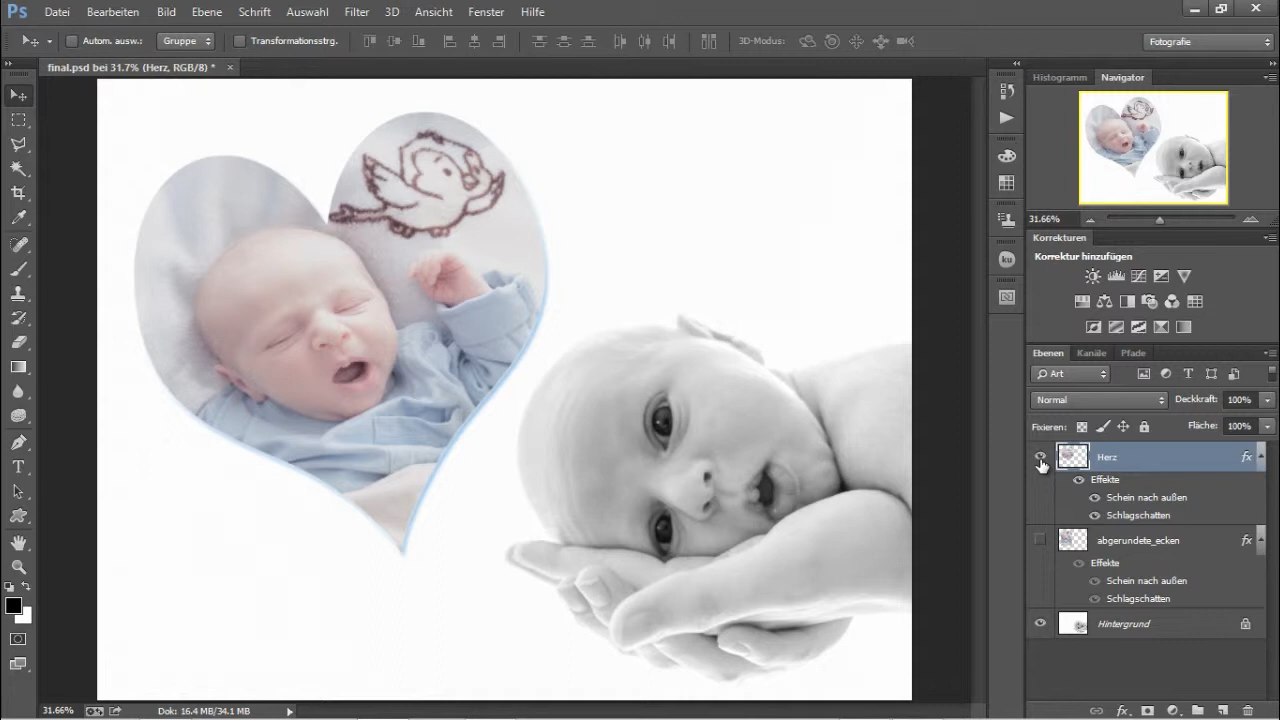 Ps Datei Bearbeiten Bild Ebene Schrift Auswahl Filter 3D Ansicht Fenster Hilfe
Autom. ausw.: Gruppe Transformationsstrg. 3D-Modus: Fotografie
final.psd bei 31.7% (Herz, RGB/8) * ×
Histogramm Navigator
31.66%
Korrekturen
Korrektur hinzufügen
ku
Ebenen Kanäle Pfade
Art
Normal Deckkraft: 100%
Fixieren: Fläche: 100%
Herz fx
Effekte
Schein nach außen
Schlagschatten
abgerundete_ecken fx
Effekte
Schein nach außen
Schlagschatten
Hintergrund
31.66% Dok: 16.4 MB/34.1 MB